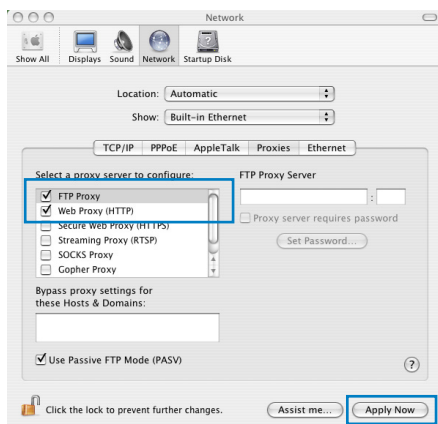 Network
Show All Displays Sound Network Startup Disk
Location: Automatic
Show: Built-in Ethernet
TCP/IP PPPoE AppleTalk Proxies Ethernet
Select a proxy server to configure: FTP Proxy Server
FTP Proxy :
Web Proxy (HTTP) Proxy server requires password
Secure Web Proxy (HTTPS)
Streaming Proxy (RTSP) Set Password...
SOCKS Proxy
Gopher Proxy
Bypass proxy settings for
these Hosts & Domains:
Use Passive FTP Mode (PASV) ?
Click the lock to prevent further changes. Assist me... Apply Now